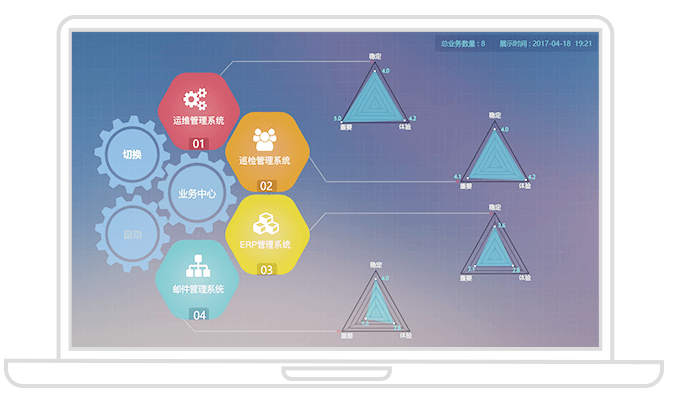 总业务数量 : 8 展示时间 : 2017-04-18 19:21
稳定
4.0
5.0
4.2
重要
体验
运维管理系统
01
切换
巡检管理系统
02
稳定
4.0
4.1
4.2
重要
体验
业务中心
自动
ERP管理系统
03
稳定
3.6
2.8
重要
体验
邮件管理系统
04
稳定
4.0
重要
体验